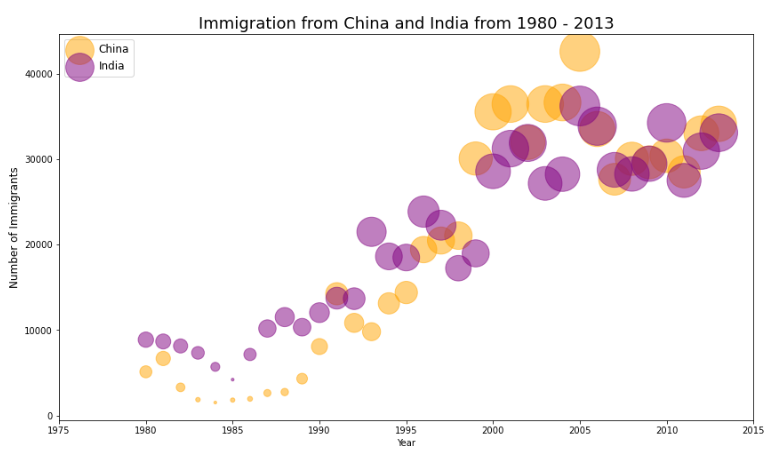 Immigration from China and India from 1980 - 2013
China
India
Number of Immigrants
40000
30000
20000
10000
0
1975 1980 1985 1990 1995 2000 2005 2010 2015
Year